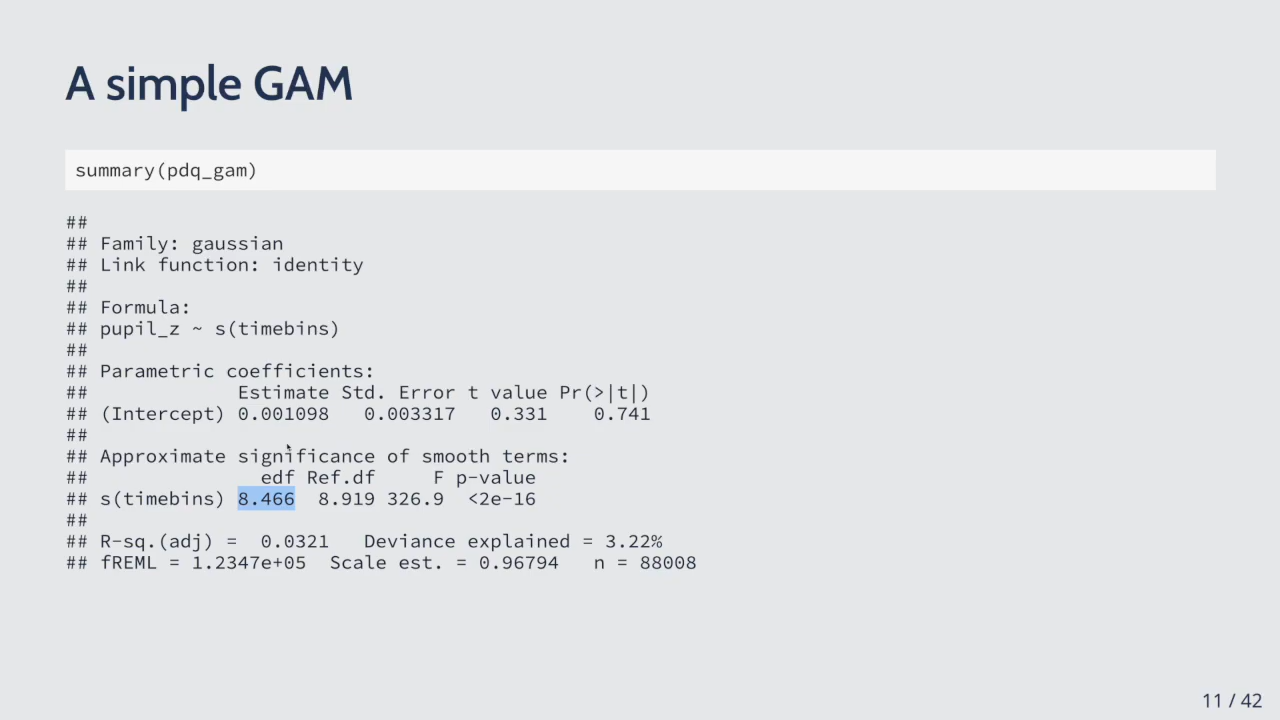 A simple GAM
summary(pdq_gam)
##
## Family: gaussian
## Link function: identity
##
## Formula:
## pupil_z ~ s(timebins)
##
## Parametric coefficients:
##             Estimate Std. Error t value Pr(>|t|)
## (Intercept) 0.001098   0.003317   0.331    0.741
##
## Approximate significance of smooth terms:
##               edf Ref.df     F p-value
## s(timebins) 8.466  8.919 326.9  <2e-16
##
## R-sq.(adj) =  0.0321   Deviance explained = 3.22%
## fREML = 1.2347e+05  Scale est. = 0.96794   n = 88008
11 / 42